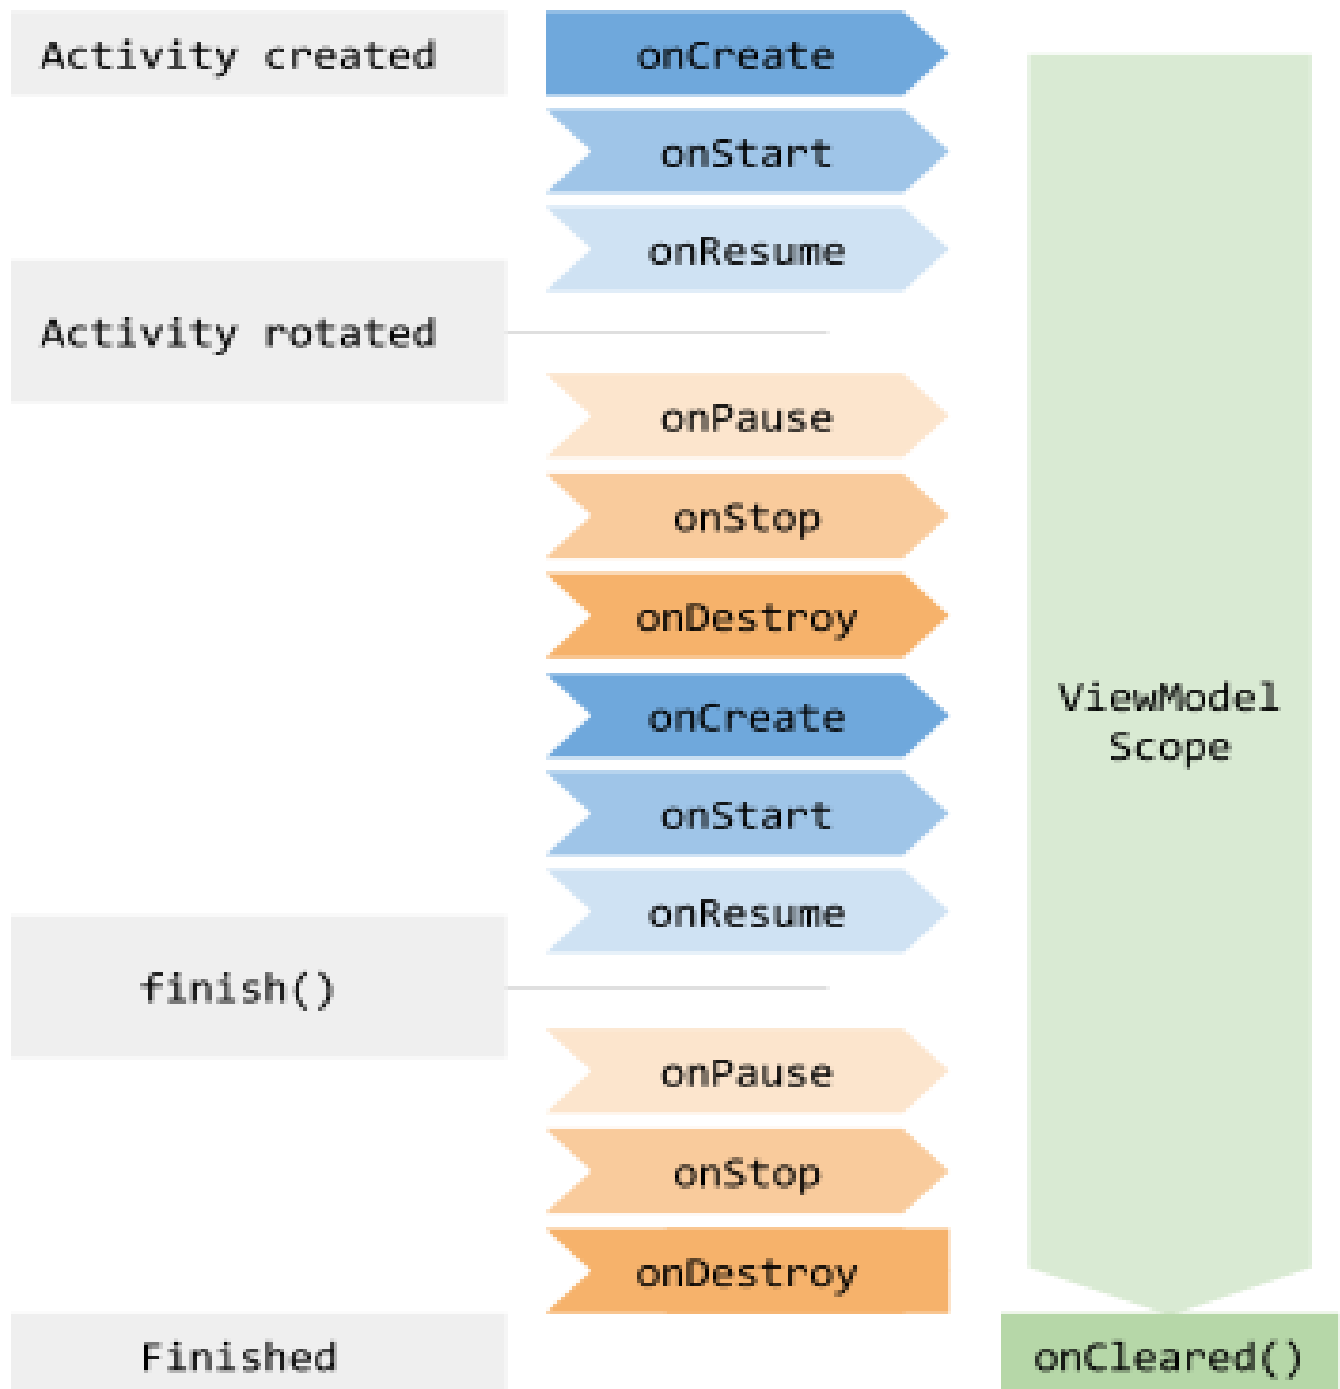 Activity created
onCreate
onStart
onResume
Activity rotated
onPause
onStop
onDestroy
onCreate
ViewModel
Scope
onStart
onResume
finish()
onPause
onStop
onDestroy
Finished
onCleared()